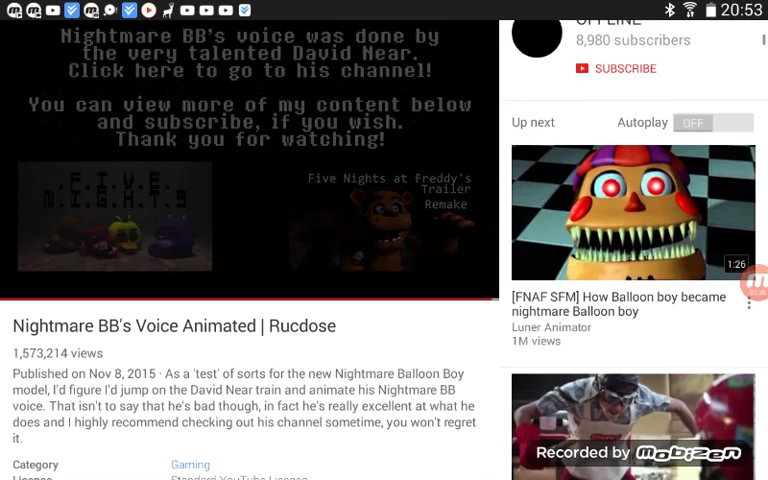 20:53
Nightmare BB's voice was done by
the very talented David Near.
Click here to go to his channel!
You can view more of my content below
and subscribe, if you wish.
Thank you for watching!
F.I.V.E.
N.I.G.H.T.S
Five Nights at Freddy's
Trailer
Remake
Nightmare BB's Voice Animated | Rucdose
1,573,214 views
Published on Nov 8, 2015 · As a 'test' of sorts for the new Nightmare Balloon Boy
model, I'd figure I'd jump on the David Near train and animate his Nightmare BB
voice. That isn't to say that he's bad though, in fact he's really excellent at what he
does and I highly recommend checking out his channel sometime, you won't regret
it.
Category Gaming
License Standard YouTube License
OFFLINE
8,980 subscribers
SUBSCRIBE
Up next Autoplay OFF
1:26
01:36
[FNAF SFM] How Balloon boy became
nightmare Balloon boy
Luner Animator
1M views
Recorded by mobizen